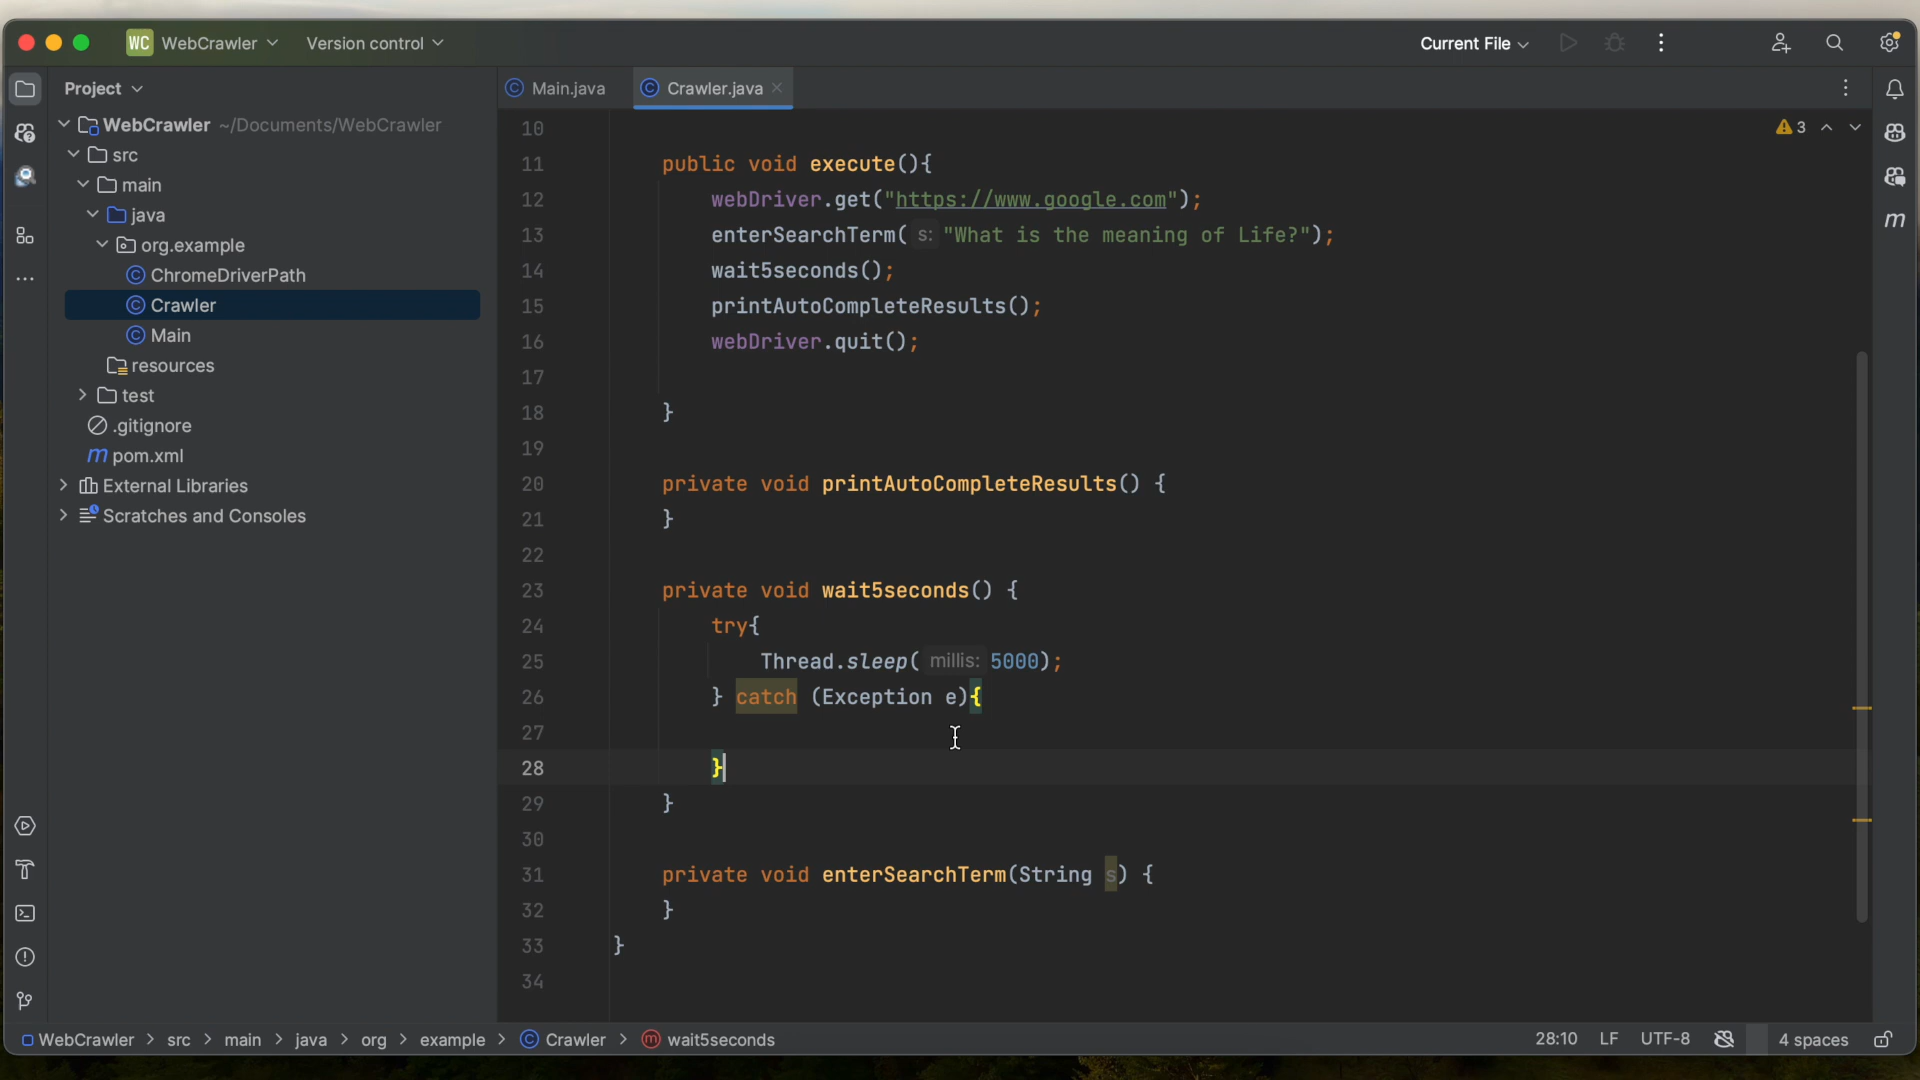 WC WebCrawler Version control Current File
Project
WebCrawler ~/Documents/WebCrawler
src
main
java
org.example
ChromeDriverPath
Crawler
Main
resources
test
.gitignore
m pom.xml
External Libraries
Scratches and Consoles
Main.java Crawler.java
3
m
10
11 public void execute(){
12 webDriver.get("https://www.google.com");
13 enterSearchTerm( s: "What is the meaning of Life?");
14 wait5seconds();
15 printAutoCompleteResults();
16 webDriver.quit();
17
18 }
19
20 private void printAutoCompleteResults() {
21 }
22
23 private void wait5seconds() {
24 try{
25 Thread.sleep( millis: 5000);
26 } catch (Exception e){
27
28 }
29 }
30
31 private void enterSearchTerm(String s) {
32 }
33 }
34
WebCrawler > src > main > java > org > example > Crawler > m wait5seconds 28:10 LF UTF-8 4 spaces